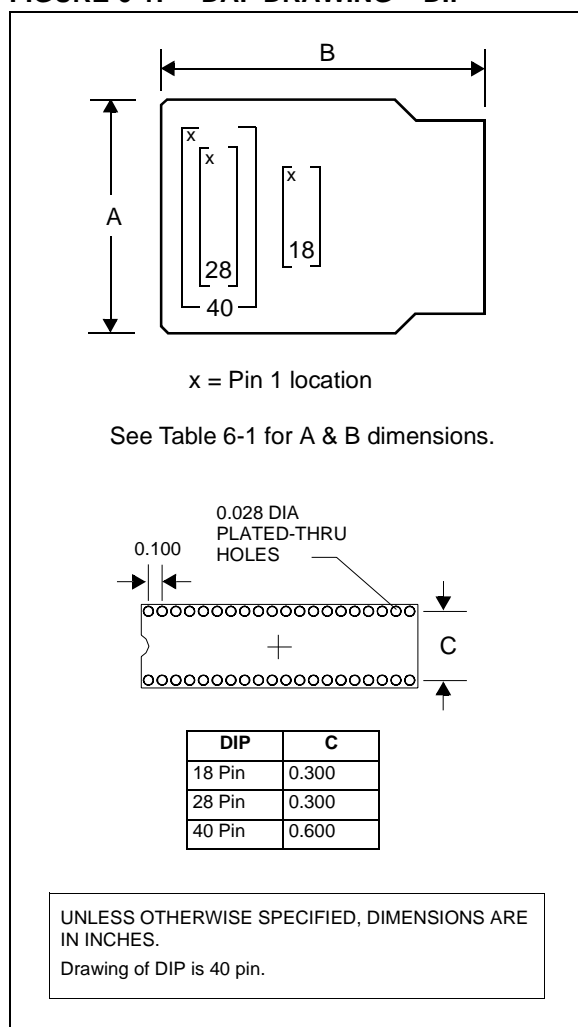 B
A
x
x
x
18
28
40
x = Pin 1 location
See Table 6-1 for A & B dimensions.
0.028 DIA
PLATED-THRU
HOLES
0.100
C
DIP C
18 Pin 0.300
28 Pin 0.300
40 Pin 0.600
UNLESS OTHERWISE SPECIFIED, DIMENSIONS ARE
IN INCHES.
Drawing of DIP is 40 pin.